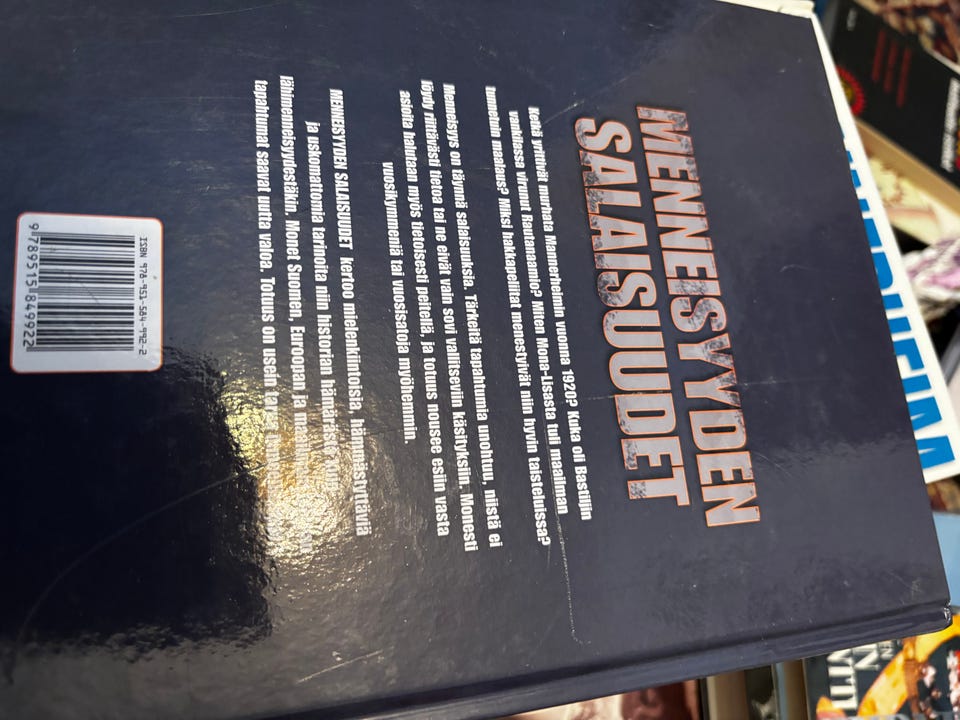 MENNEISYYDEN
SALAISUUDET
Ketkä yrittivät murhata Mannerheimin vuonna 1920? Kuka oli Bastiljin
vankilassa virunut Rautanaamio? Miten Mona-Lisasta tuli maailman
tunnetuin maalaus? Miksi hakkapeliitat menestyivät niin hyvin taisteluissa?
Menneisyys on täynnä salaisuuksia. Tärkeitä tapahtumia unohtuu, niistä ei
löydy riittävästi tietoa tai ne eivät vain sovi vallitseviin käsityksiin. Monesti
asioita halutaan myös tietoisesti peitellä, ja totuus nousee esiin vasta
vuosikymmeniä tai vuosisatoja myöhemmin.
MENNEISYYDEN SALAISUUDET kertoo mielenkiintoisia, hämmästyttäviä
ja uskomattomia tarinoita niin historian hämärästä kuin
lähimenneisyydestäkin. Monet Suomen, Euroopan ja
tapahtumat saavat uutta valoa. Totuus on usein
ISBN 978-951-584-992-2
9789515849922